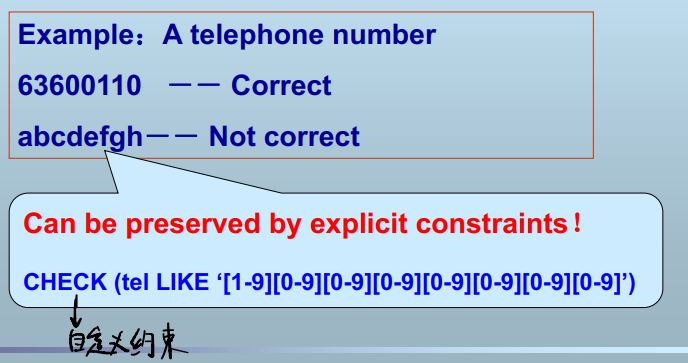 Example：A telephone number
63600110 —— Correct
abcdefgh—— Not correct
Can be preserved by explicit constraints！
CHECK (tel LIKE ‘[1-9][0-9][0-9][0-9][0-9][0-9][0-9][0-9]’)
自定义约束